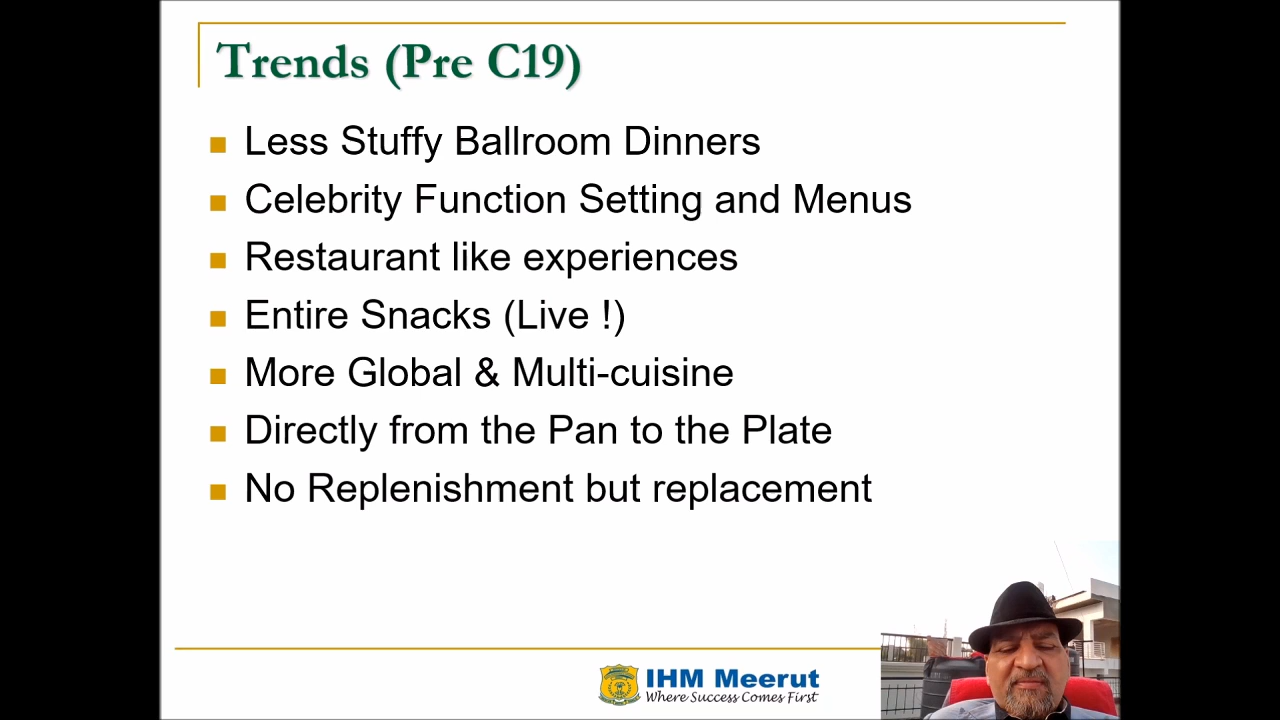 Trends (Pre C19)
Less Stuffy Ballroom Dinners
Celebrity Function Setting and Menus
Restaurant like experiences
Entire Snacks (Live !)
More Global & Multi-cuisine
Directly from the Pan to the Plate
No Replenishment but replacement
IHM Meerut
Where Success Comes First